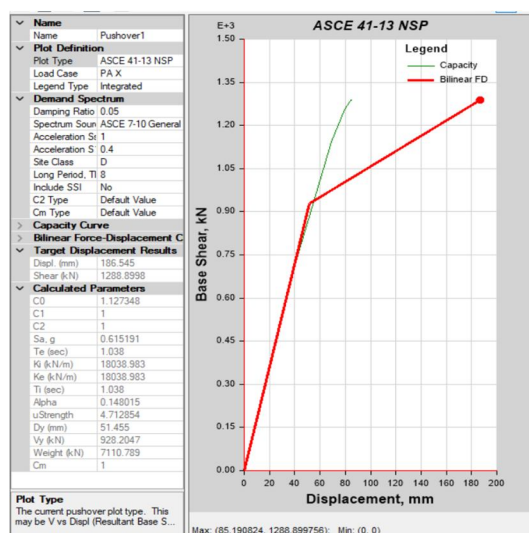 Name
Name Pushover1
Plot Definition
Plot Type ASCE 41-13 NSP
Load Case PA X
Legend Type Integrated
Demand Spectrum
Damping Ratio 0.05
Spectrum Sourc ASCE 7-10 General
Acceleration Ss 1
Acceleration S 0.4
Site Class D
Long Period, Tl 8
Include SSI No
C2 Type Default Value
Cm Type Default Value
Capacity Curve
Bilinear Force-Displacement C
Target Displacement Results
Displ. (mm) 186.545
Shear (kN) 1288.8998
Calculated Parameters
C0 1.127348
C1 1
C2 1
Sa, g 0.615191
Te (sec) 1.038
Ki (kN/m) 18038.983
Ke (kN/m) 18038.983
Ti (sec) 1.038
Alpha 0.148015
uStrength 4.712854
Dy (mm) 51.455
Vy (kN) 928.2047
Weight (kN) 7110.789
Cm 1
Plot Type
The current pushover plot type. This
may be V vs Displ (Resultant Base S...
ASCE 41-13 NSP
E+3
Legend
Capacity
Bilinear FD
1.50
1.35
1.20
1.05
0.90
0.75
0.60
0.45
0.30
0.15
0.00
Base Shear, kN
0 20 40 60 80 100 120 140 160 180 200
Displacement, mm
Max: (85.190824, 1288.899756); Min: (0, 0)